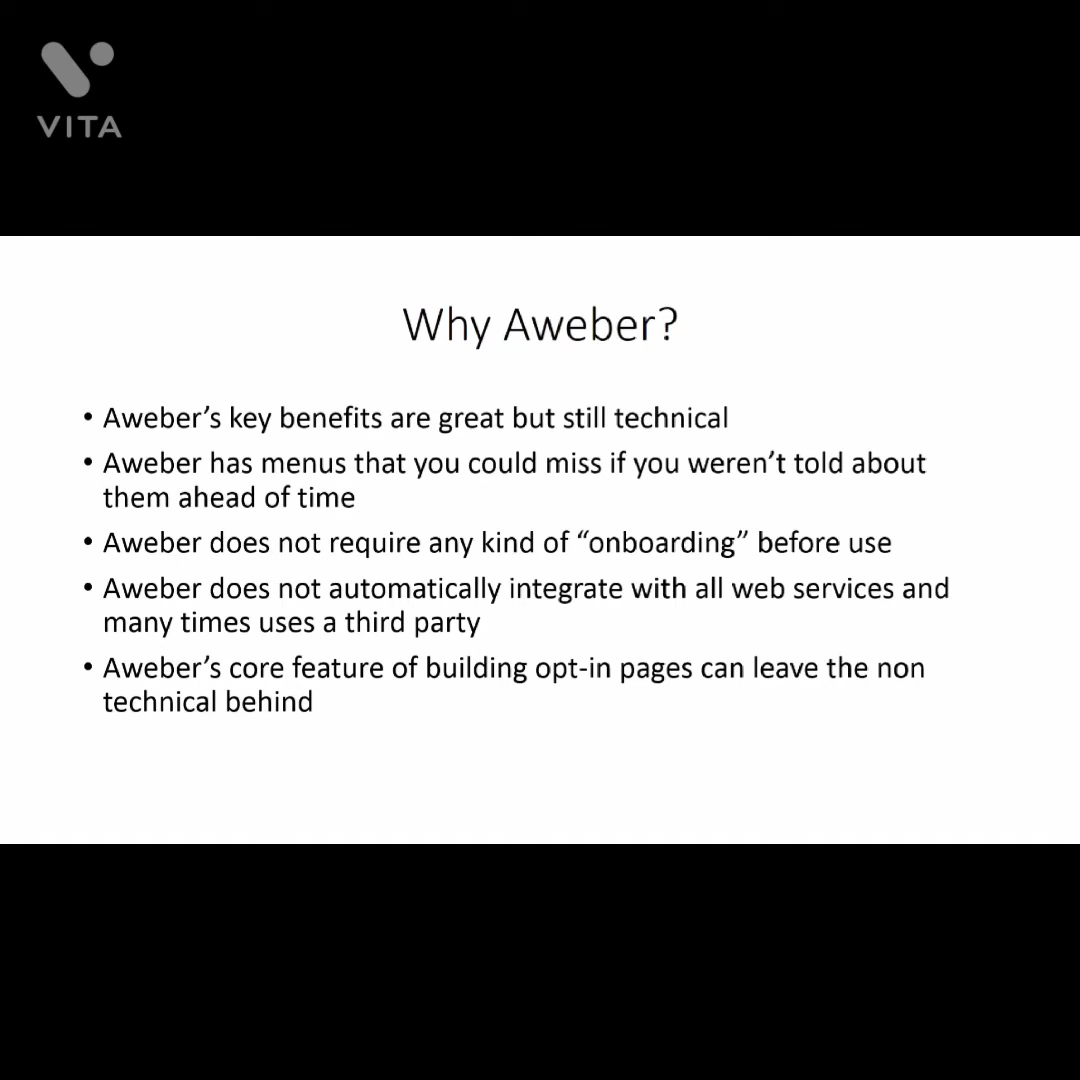 VITA
Why Aweber?
• Aweber’s key benefits are great but still technical
• Aweber has menus that you could miss if you weren’t told about
them ahead of time
• Aweber does not require any kind of “onboarding” before use
• Aweber does not automatically integrate with all web services and
many times uses a third party
• Aweber’s core feature of building opt-in pages can leave the non
technical behind